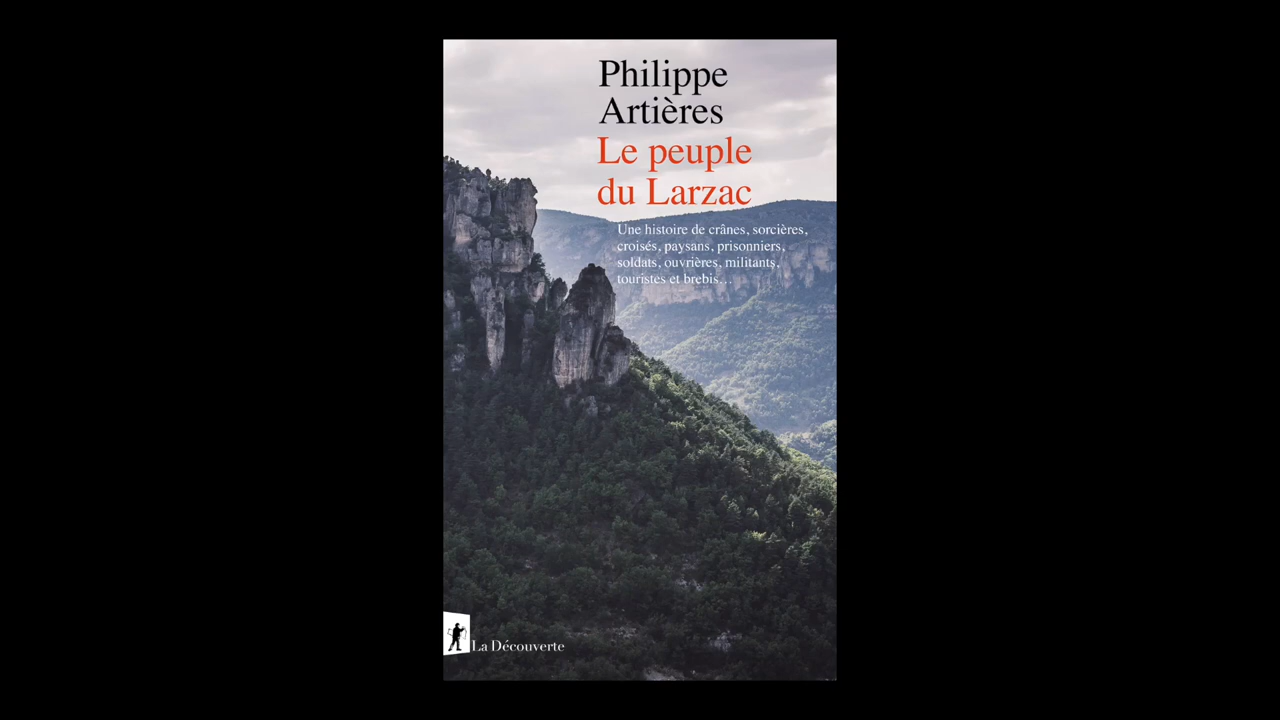 Philippe
Artières
Le peuple
du Larzac
Une histoire de crânes, sorcières,
croisés, paysans, prisonniers,
soldats, ouvrières, militants,
touristes et brebis…
La Découverte